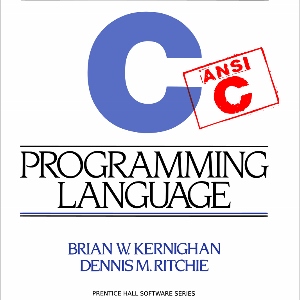 C
ANSI
C
PROGRAMMING
LANGUAGE
BRIAN W. KERNIGHAN
DENNIS M. RITCHIE
PRENTICE HALL SOFTWARE SERIES